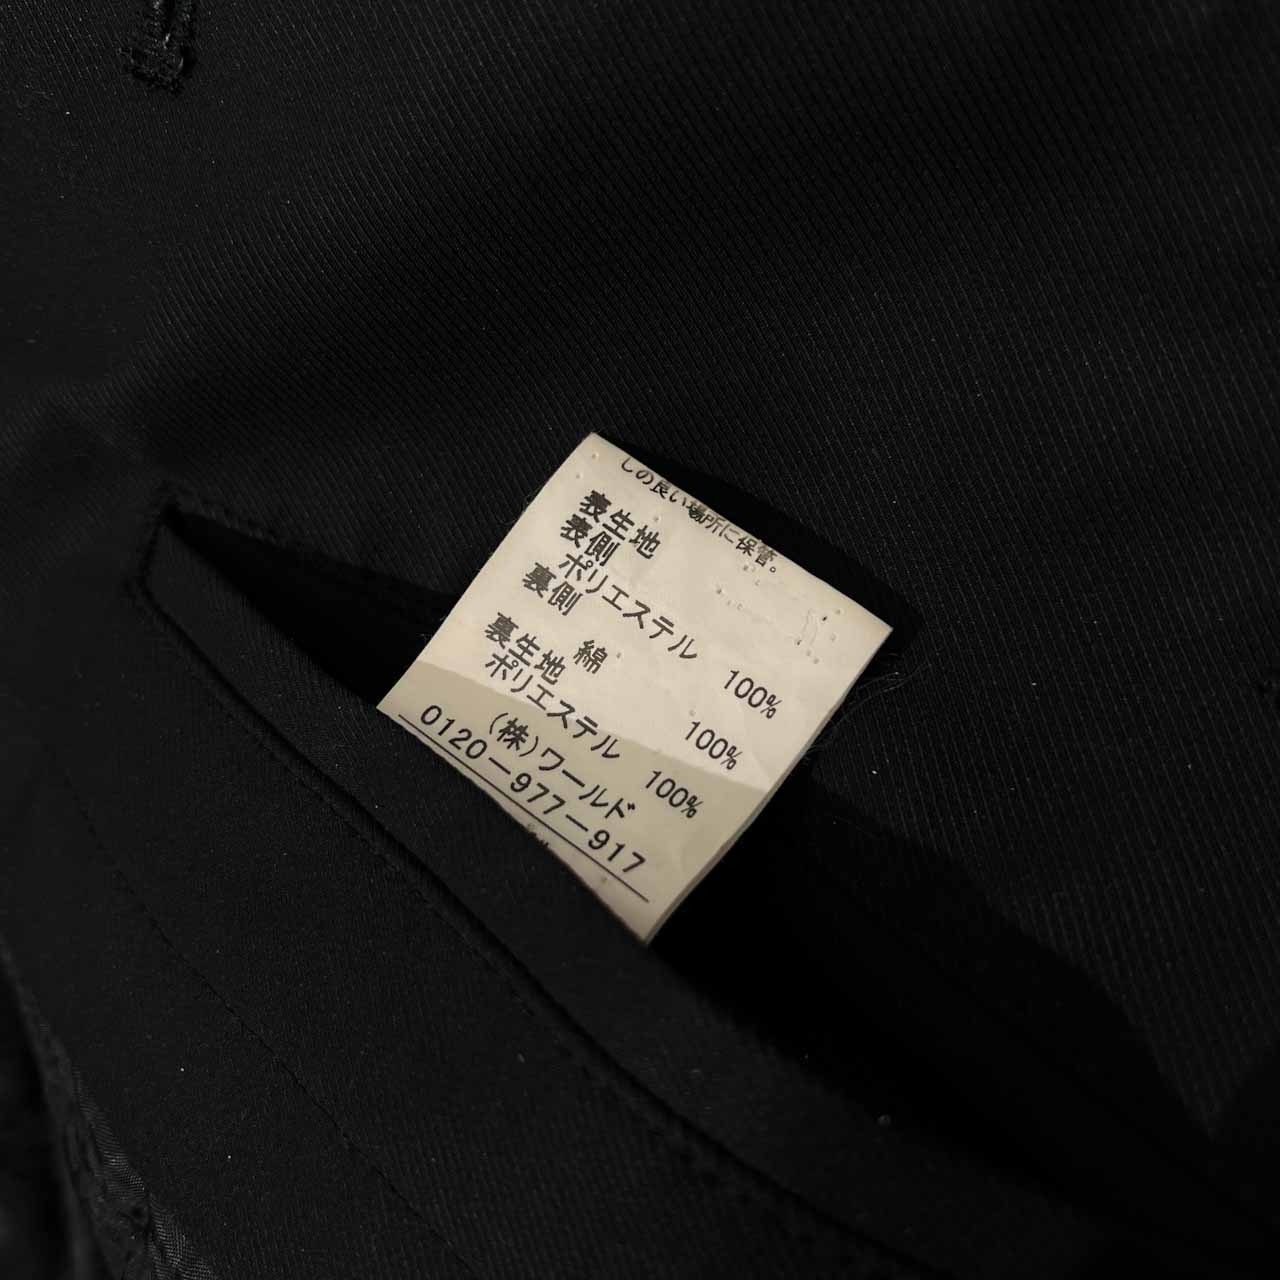 しの良い場所に保管。
表生地
表側
ポリエステル 100%
裏側
綿 100%
裏生地
ポリエステル 100%
(株)ワールド
0120-977-917